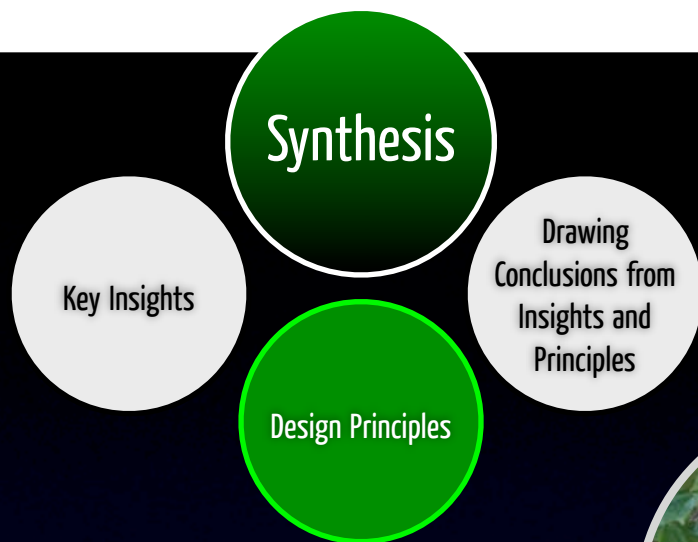 Synthesis
Key Insights
Design Principles
Drawing
Conclusions from
Insights and
Principles